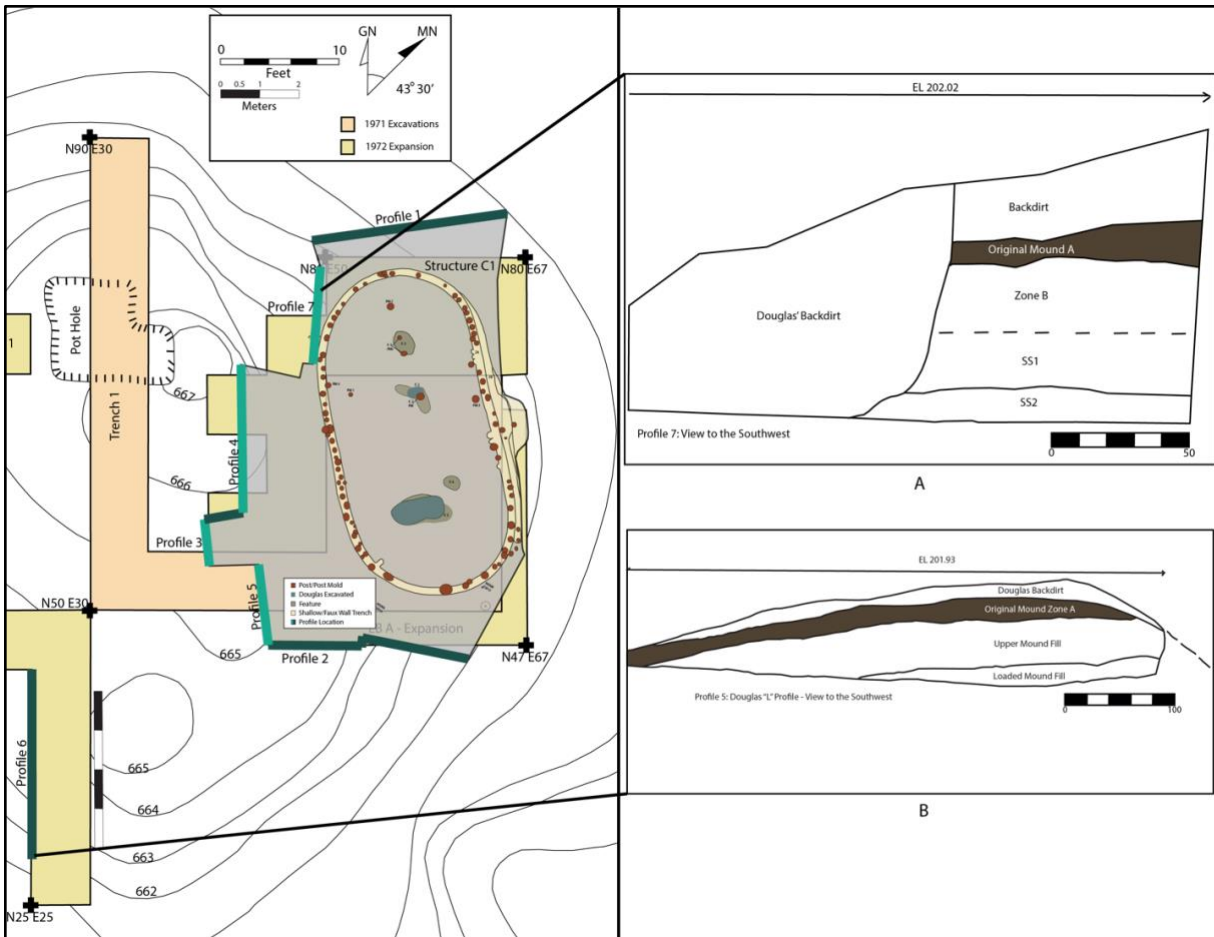 0 10
Feet
0 0.5 1 2
Meters
GN MN
43° 30'
1971 Excavations
1972 Expansion
N90 E30
Profile 1
Structure C1
N80 E67
Pot Hole
Profile 7
1
667
Trench 1
Profile 4
666
Profile 3
Profile 5
Post/Post Mold
Douglas Excavated
Feature
Shallow/Faux Wall Trench
Profile Location
N50 E30
A - Expansion
665
Profile 2
N47 E67
Profile 6
665
664
663
662
N25 E25
EL 202.02
Backdirt
Original Mound A
Zone B
Douglas' Backdirt
SS1
SS2
Profile 7: View to the Southwest
0 50
A
EL 201.93
Douglas Backdirt
Original Mound Zone A
Upper Mound Fill
Loaded Mound Fill
Profile 5: Douglas "L" Profile - View to the Southwest
0 100
B